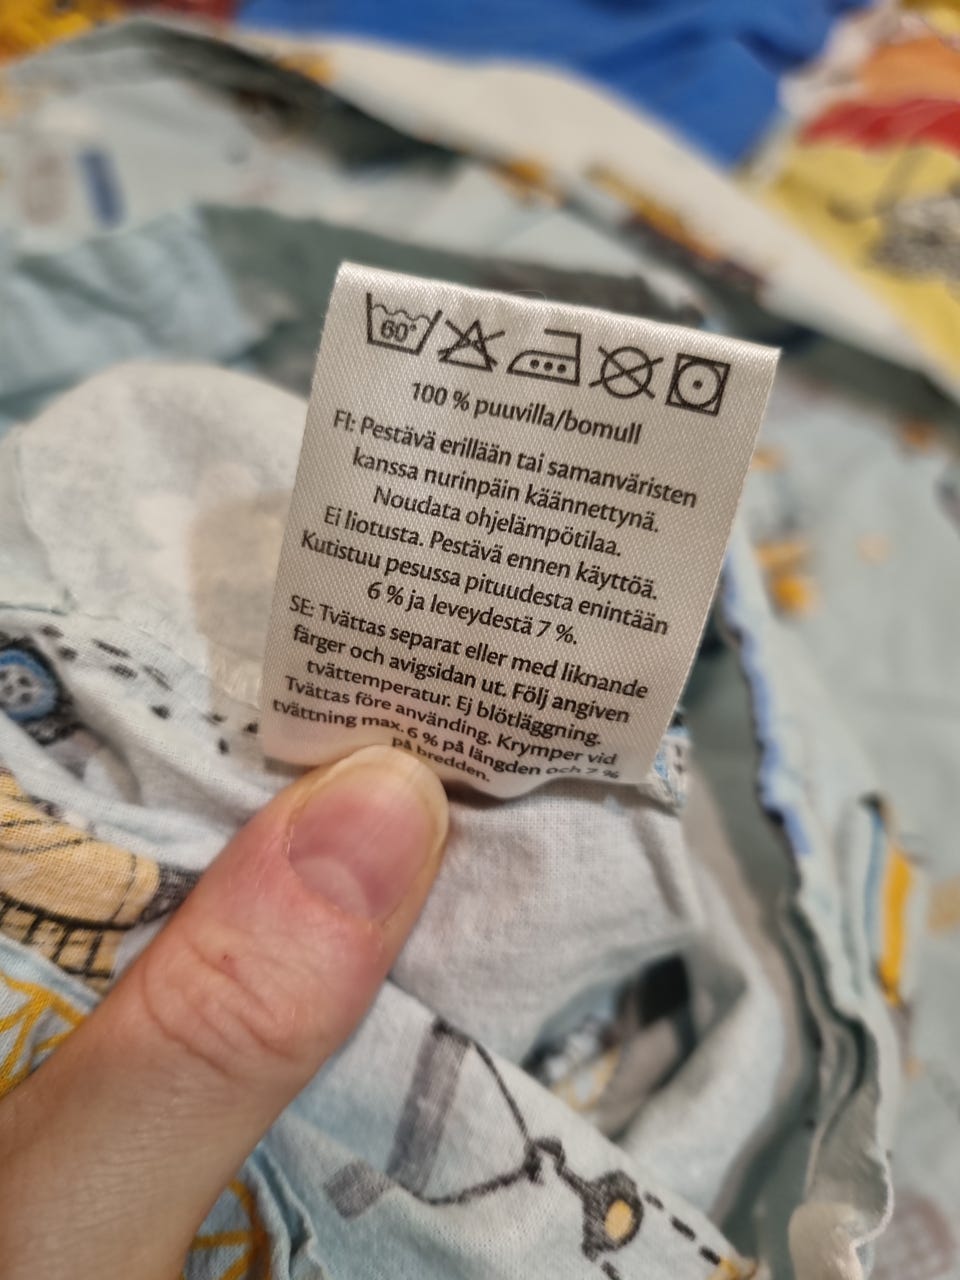 60°
100 % puuvilla/bomull
FI: Pestävä erillään tai samanväristen
kanssa nurinpäin käännettynä.
Noudata ohjelämpötilaa.
Ei liotusta. Pestävä ennen käyttöä.
Kutistuu pesussa pituudesta enintään
6 % ja leveydestä 7 %.
SE: Tvättas separat eller med liknande
färger och avigsidan ut. Följ angiven
tvättemperatur. Ej blötläggning.
Tvättas före använding. Krymper vid
tvättning max. 6 % på längden och 7 %
på bredden.